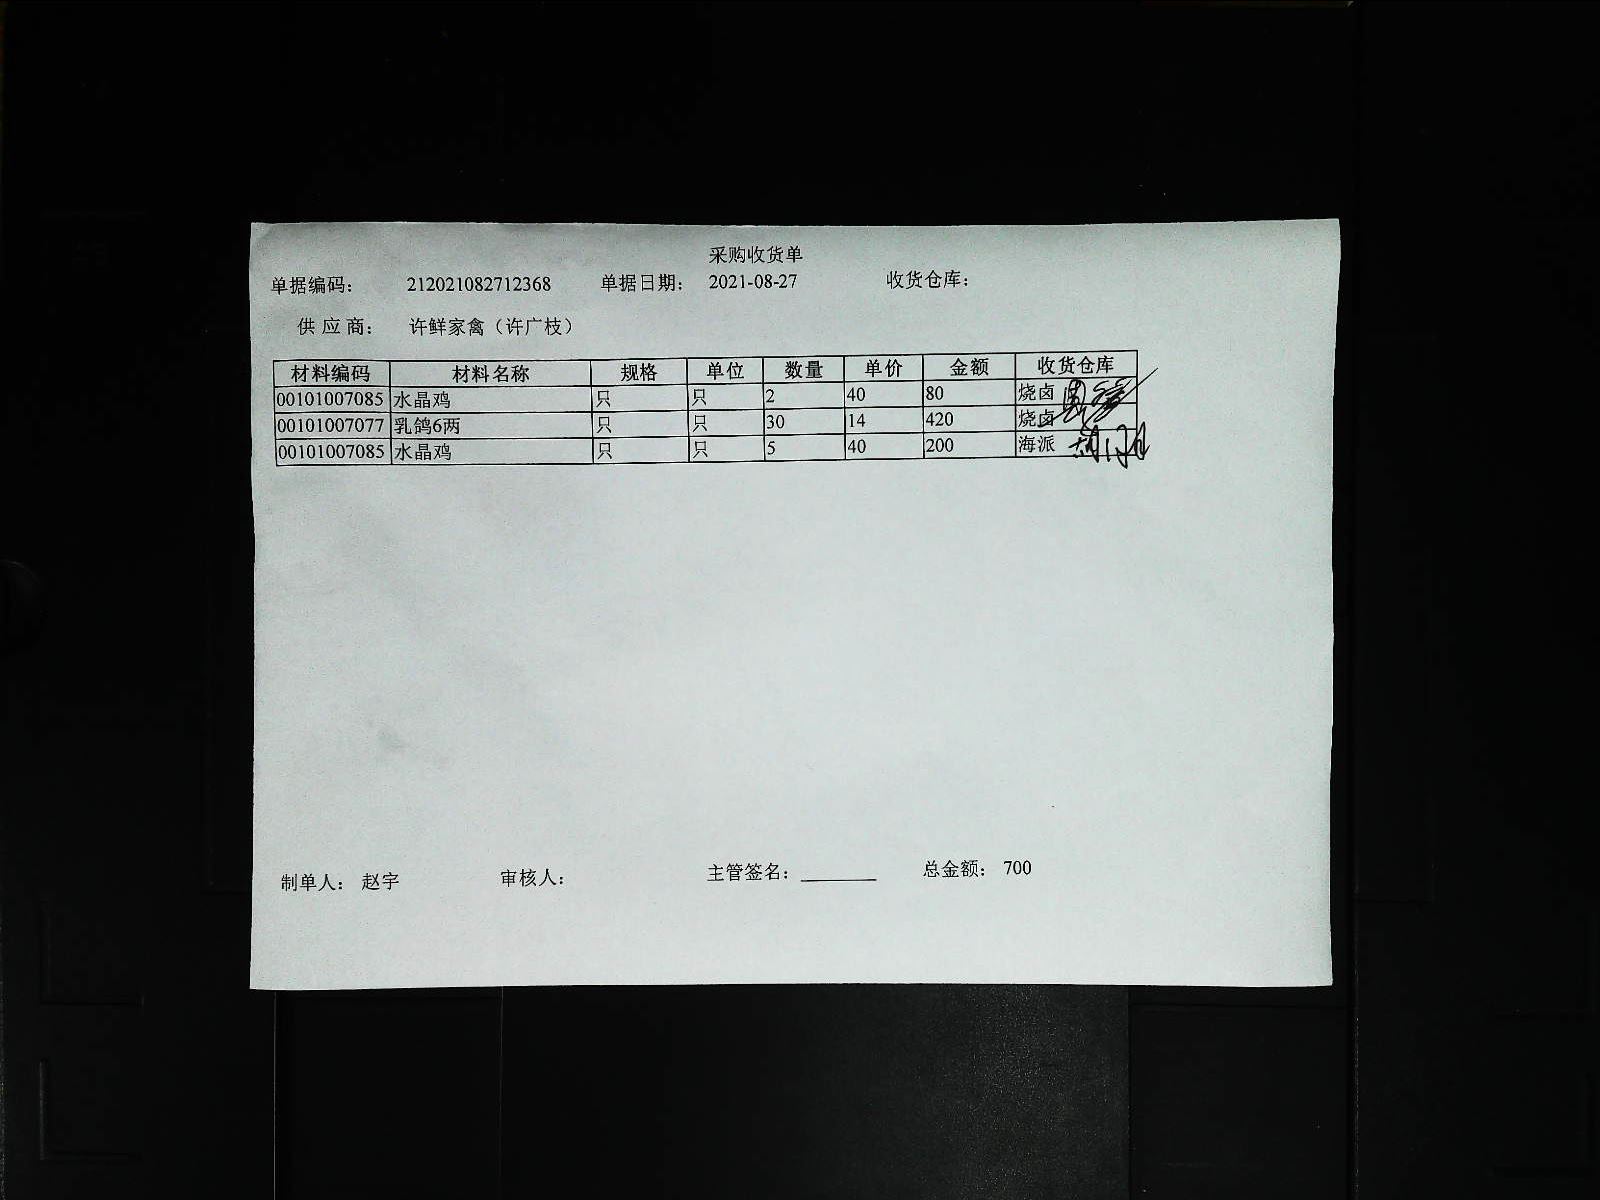 采购收货单
单据编码： 212021082712368 单据日期： 2021-08-27 收货仓库：
供应商： 许鲜家禽（许广枝）
材料编码 材料名称 规格 单位 数量 单价 金额 收货仓库
00101007085 水晶鸡 只 只 2 40 80 烧卤
00101007077 乳鸽6两 只 只 30 14 420 烧卤
00101007085 水晶鸡 只 只 5 40 200 海派
制单人： 赵宇 审核人： 主管签名： 总金额： 700